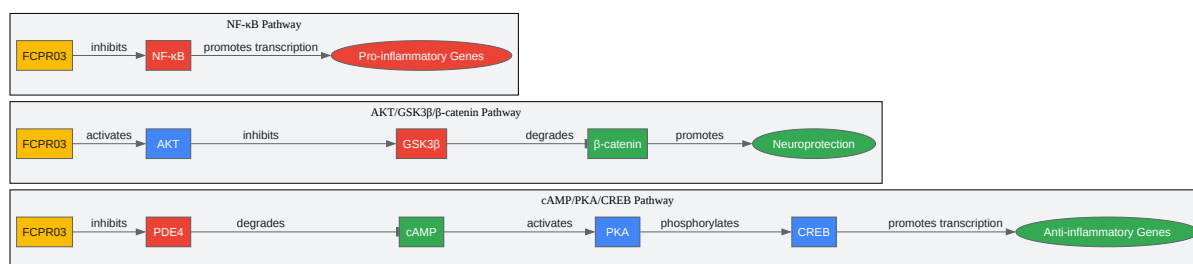 NF-κB Pathway
FCPR03 inhibits NF-κB promotes transcription Pro-inflammatory Genes
AKT/GSK3β/β-catenin Pathway
FCPR03 activates AKT inhibits GSK3β degrades β-catenin promotes Neuroprotection
cAMP/PKA/CREB Pathway
FCPR03 inhibits PDE4 degrades cAMP activates PKA phosphorylates CREB promotes transcription Anti-inflammatory Genes